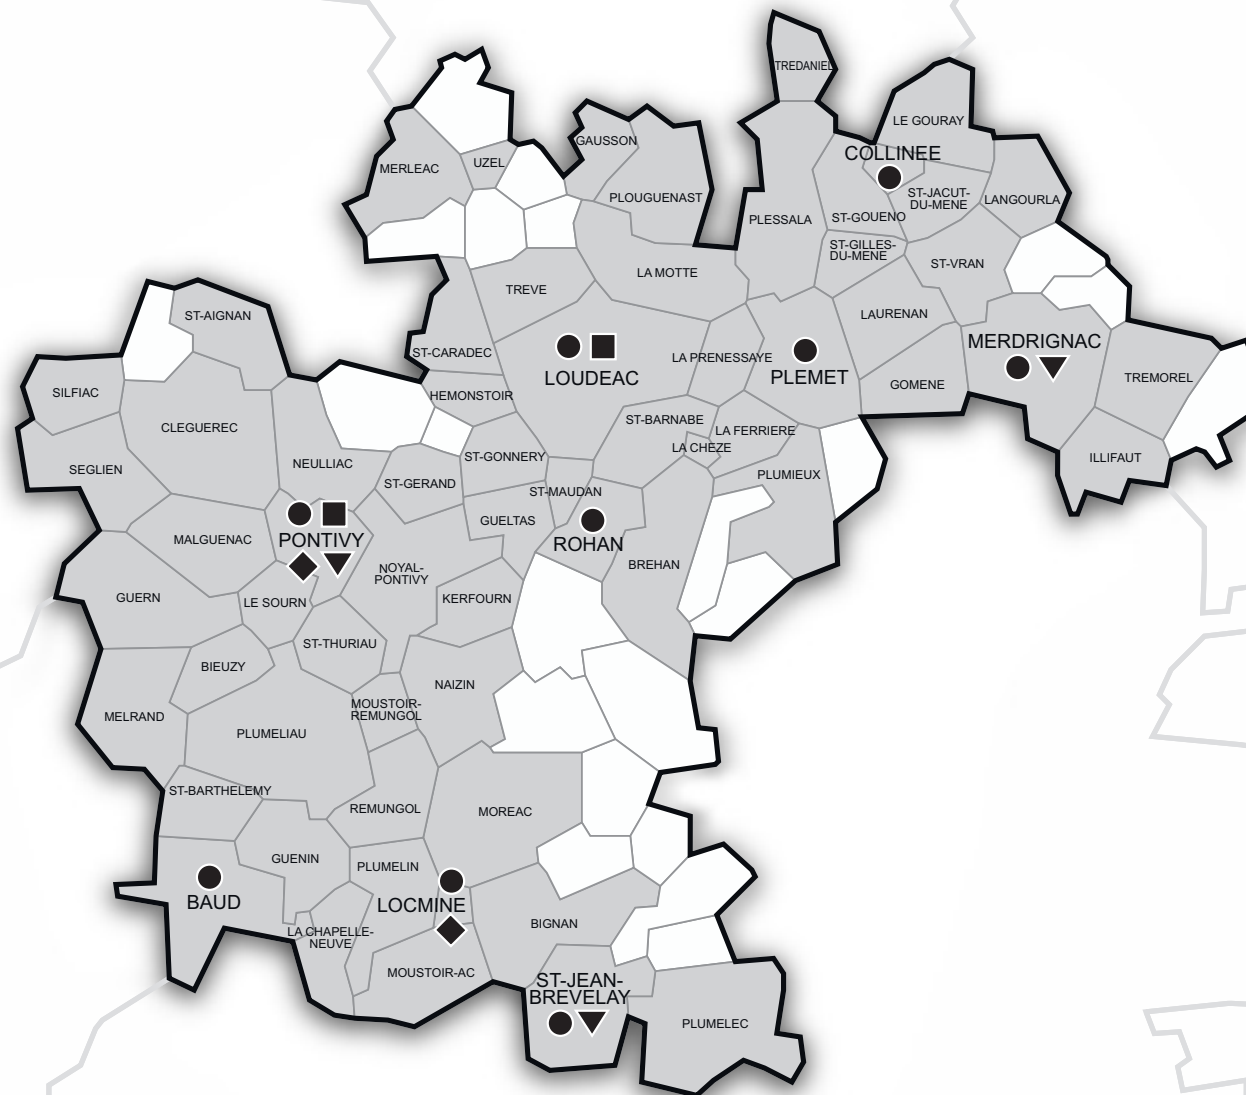 TREDANIEL
LE GOURAY
GAUSSON
COLLINEE
UZEL
MERLEAC
PLOUGUENAST
ST-JACUT-
DU-MENE
LANGOURLA
PLESSALA
ST-GOUENO
ST-GILLES-
DU-MENE
ST-VRAN
LA MOTTE
TREVE
ST-AIGNAN
LAURENAN
MERDRIGNAC
ST-CARADEC
LA PRENESSAYE
LOUDEAC
PLEMET
TREMOREL
GOMENE
SILFIAC
HEMONSTOIR
ST-BARNABE
CLEGUEREC
LA FERRIERE
LA CHEZE
ST-GONNERY
ILLIFAUT
NEULLIAC
SEGLIEN
PLUMIEUX
ST-GERAND
ST-MAUDAN
GUELTAS
MALGUENAC
PONTIVY
ROHAN
BREHAN
NOYAL-
PONTIVY
GUERN
LE SOURN
KERFOURN
ST-THURIAU
BIEUZY
NAIZIN
MOUSTOIR-
REMUNGOL
MELRAND
PLUMELIAU
ST-BARTHELEMY
REMUNGOL
MOREAC
GUENIN
PLUMELIN
BAUD
LOCMINE
BIGNAN
LA CHAPELLE-
NEUVE
MOUSTOIR-AC
ST-JEAN-
BREVELAY
PLUMELEC